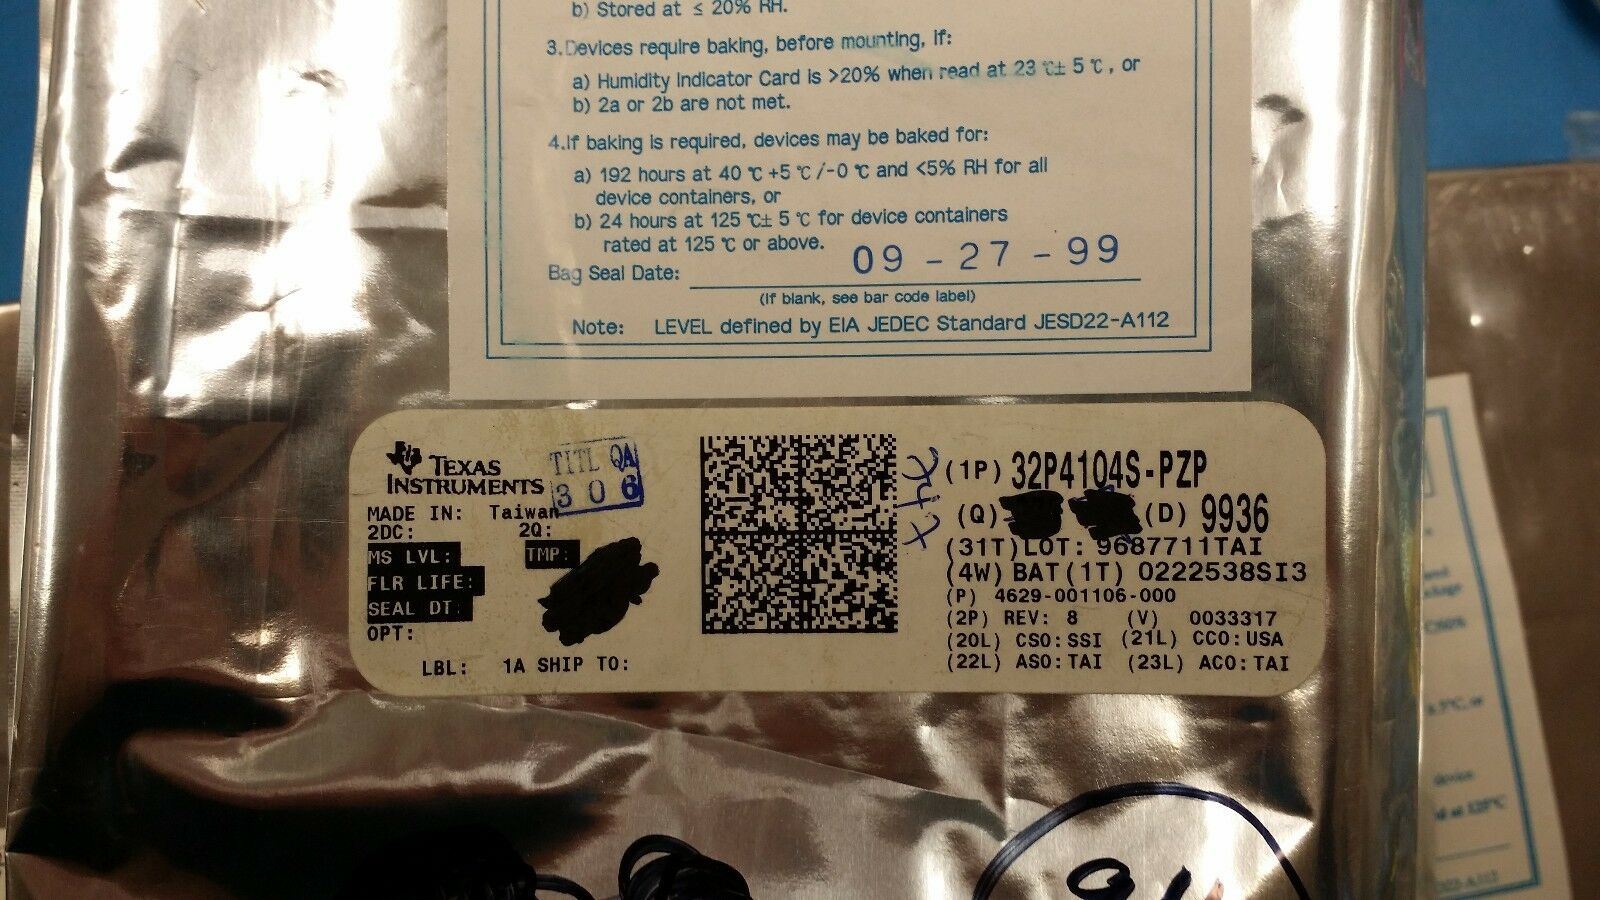 b) Stored at ≤ 20% RH.
3.Devices require baking, before mounting, if:
a) Humidity Indicator Card is >20% when read at 23 ℃± 5 ℃, or
b) 2a or 2b are not met.
4.If baking is required, devices may be baked for:
a) 192 hours at 40 ℃ +5 ℃ /-0 ℃ and <5% RH for all
device containers, or
b) 24 hours at 125 ℃± 5 ℃ for device containers
rated at 125 ℃ or above.
Bag Seal Date: 09 - 27 - 99
(If blank, see bar code label)
Note: LEVEL defined by EIA JEDEC Standard JESD22-A112
TEXAS
INSTRUMENTS
TITL QA
306
MADE IN: Taiwan
2DC: 2Q:
MS LVL: TMP:
FLR LIFE:
SEAL DT:
OPT:
LBL: 1A SHIP TO:
(1P) 32P4104S-PZP
(Q) (D) 9936
(31T)LOT: 9687711TAI
(4W) BAT(1T) 0222538SI3
(P) 4629-001106-000
(2P) REV: 8 (V) 0033317
(20L) CSO:SSI (21L) CCO:USA
(22L) ASO:TAI (23L) ACO:TAI
device
D22-A112